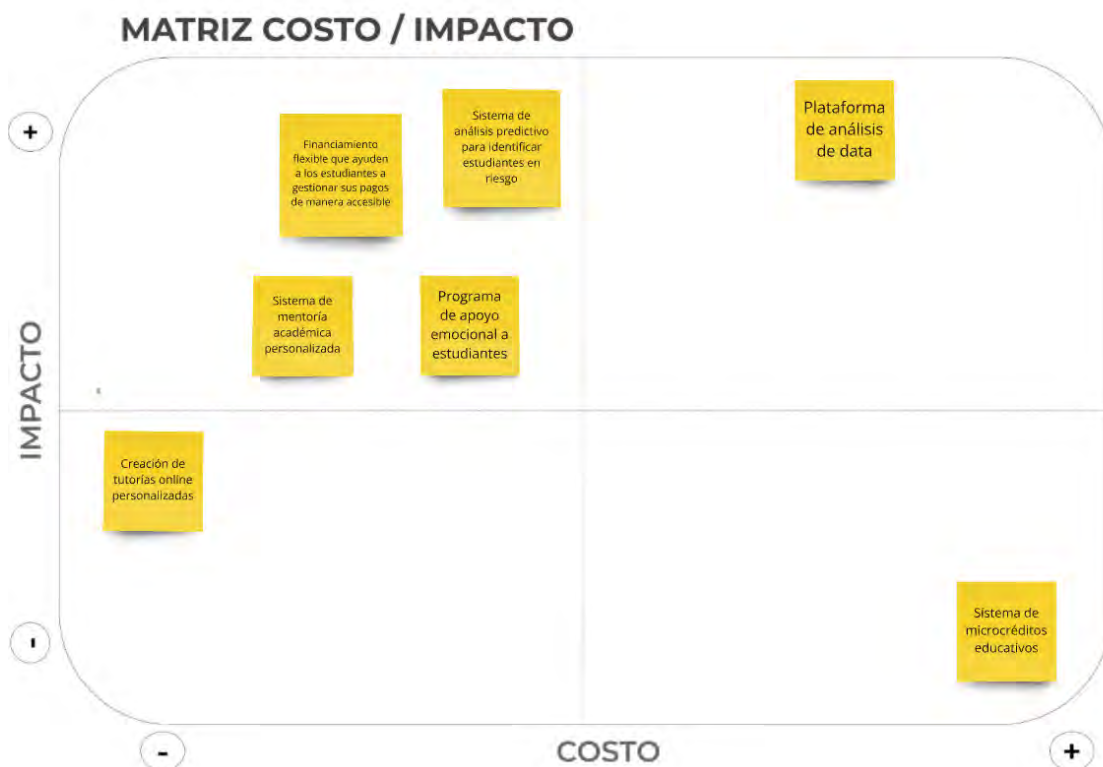 MATRIZ COSTO / IMPACTO
+
Financiamiento
flexible que ayuden
a los estudiantes a
gestionar sus pagos
de manera accesible
Sistema de
análisis predictivo
para identificar
estudiantes en
riesgo
Plataforma
de análisis
de data
Sistema de
mentoría
académica
personalizada
Programa
de apoyo
emocional a
estudiantes
IMPACTO
Creación de
tutorías online
personalizadas
Sistema de
microcréditos
educativos
-
-
COSTO
+